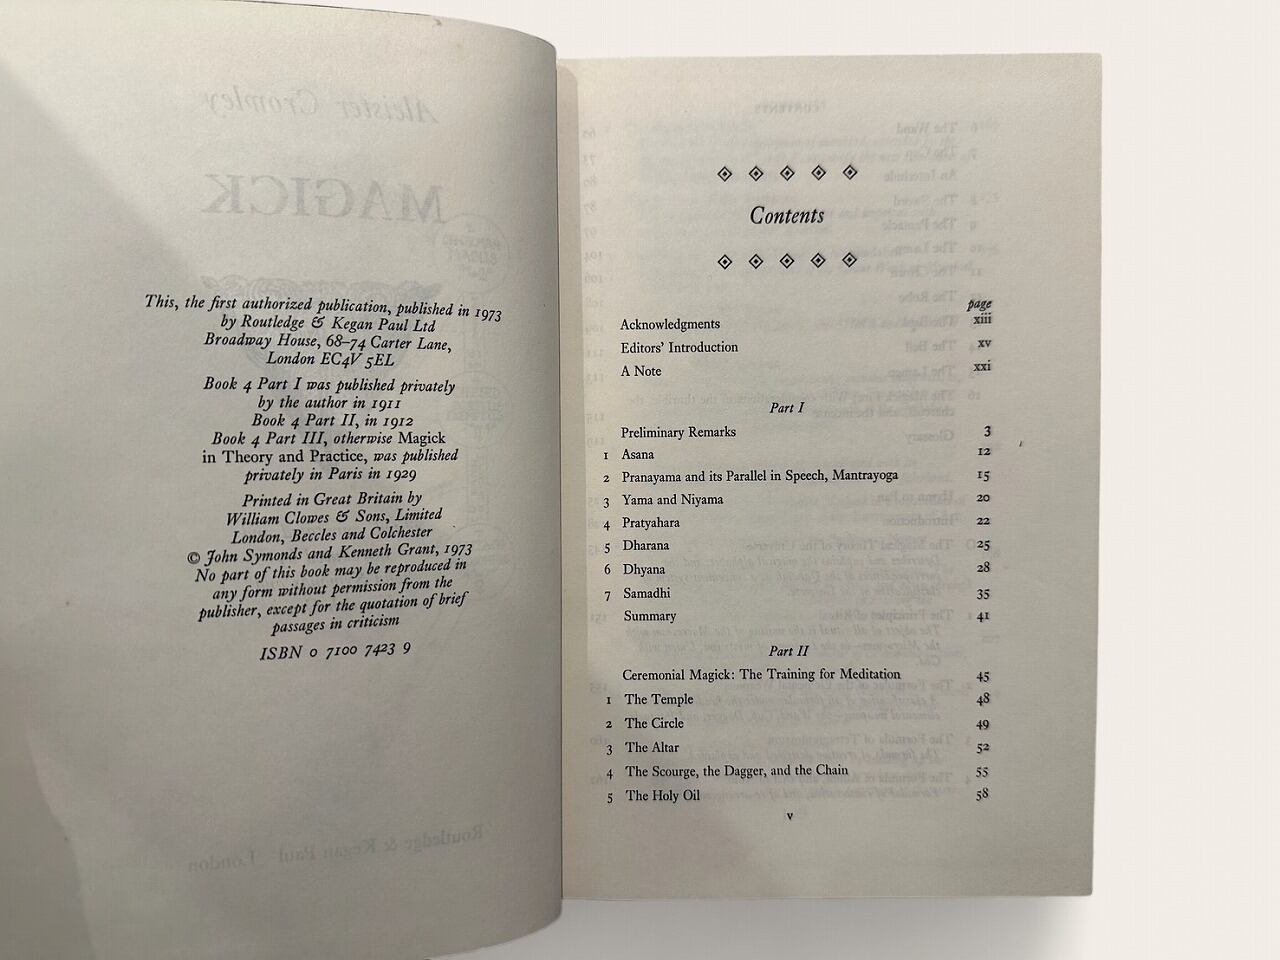 This, the first authorized publication, published in 1973
by Routledge & Kegan Paul Ltd
Broadway House, 68–74 Carter Lane,
London EC4V 5EL
Book 4 Part I was published privately
by the author in 1911
Book 4 Part II, in 1912
Book 4 Part III, otherwise Magick
in Theory and Practice, was published
privately in Paris in 1929
Printed in Great Britain by
William Clowes & Sons, Limited
London, Beccles and Colchester
© John Symonds and Kenneth Grant, 1973
No part of this book may be reproduced in
any form without permission from the
publisher, except for the quotation of brief
passages in criticism
ISBN 0 7100 7423 9
Contents
page
Acknowledgments xiii
Editors' Introduction xv
A Note xxi
Part I
Preliminary Remarks 3
1 Asana 12
2 Pranayama and its Parallel in Speech, Mantrayoga 15
3 Yama and Niyama 20
4 Pratyahara 22
5 Dharana 25
6 Dhyana 28
7 Samadhi 35
Summary 41
Part II
Ceremonial Magick: The Training for Meditation 45
1 The Temple 48
2 The Circle 49
3 The Altar 52
4 The Scourge, the Dagger, and the Chain 55
5 The Holy Oil 58
v